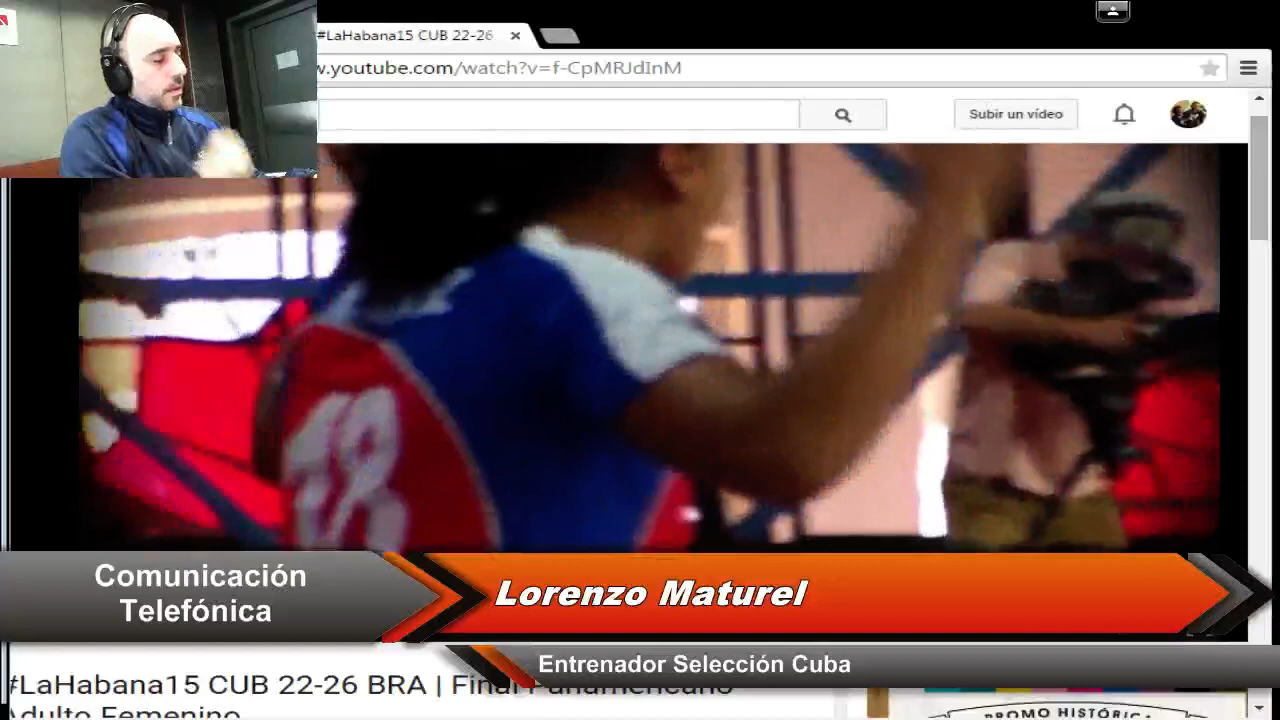 #LaHabana15 CUB 22-26
w.youtube.com/watch?v=f-CpMRJdInM
Subir un vídeo
18
Comunicación
Telefónica
Lorenzo Maturel
Entrenador Selección Cuba
#LaHabana15 CUB 22-26 BRA | Final Panamericano
Adulto Femenino
PROMO HISTÓRICA